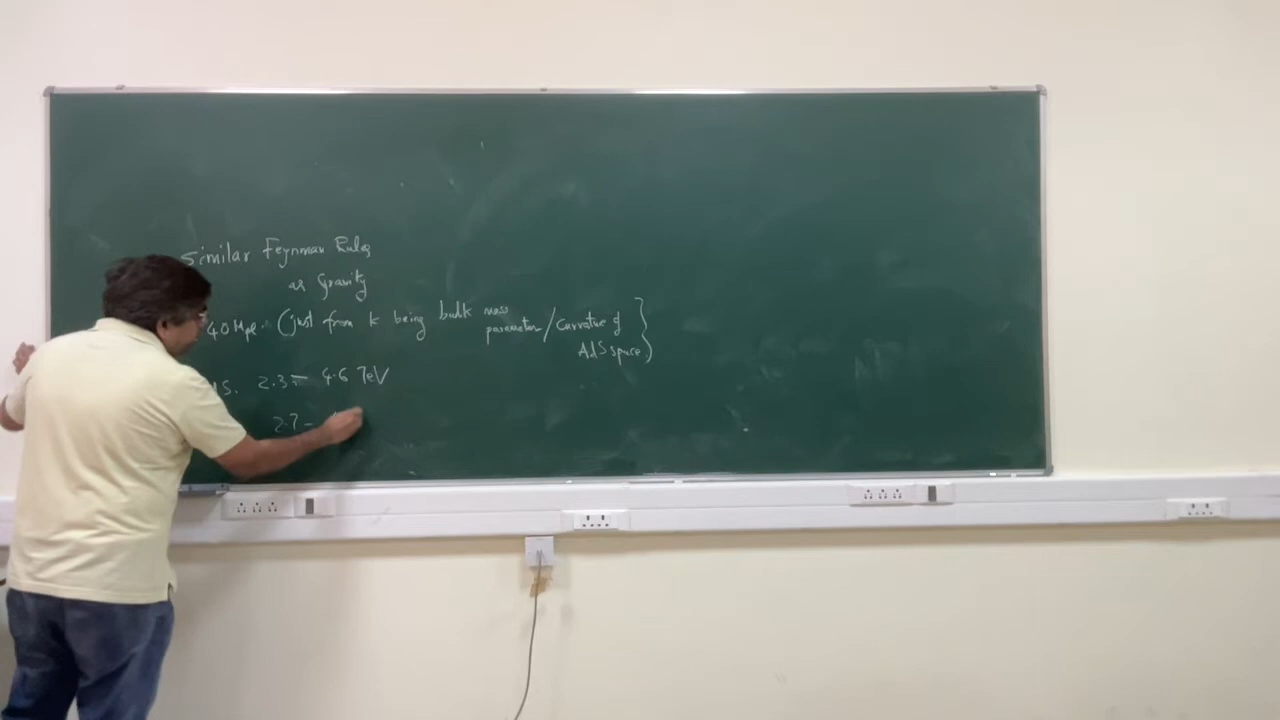 Similar Feynman Rules
as Gravity
40 Mpl. (just from k being bulk mass
parameter/curvature of
AdS space)}
S. 2.3 - 4.6 TeV
2.7 -